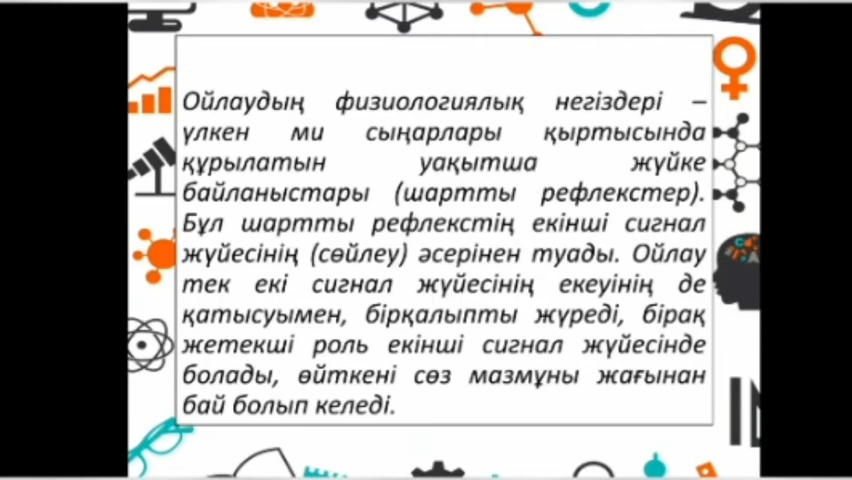 Ойлаудың физиологиялық негіздері –
үлкен ми сыңарлары қыртысында
құрылатын уақытша жүйке
байланыстары (шартты рефлекстер).
Бұл шартты рефлекстің екінші сигнал
жүйесінің (сөйлеу) әсерінен туады. Ойлау
тек екі сигнал жүйесінің екеуінің де
қатысуымен, бірқалыпты жүреді, бірақ
жетекші роль екінші сигнал жүйесінде
болады, өйткені сөз мазмұны жағынан
бай болып келеді.